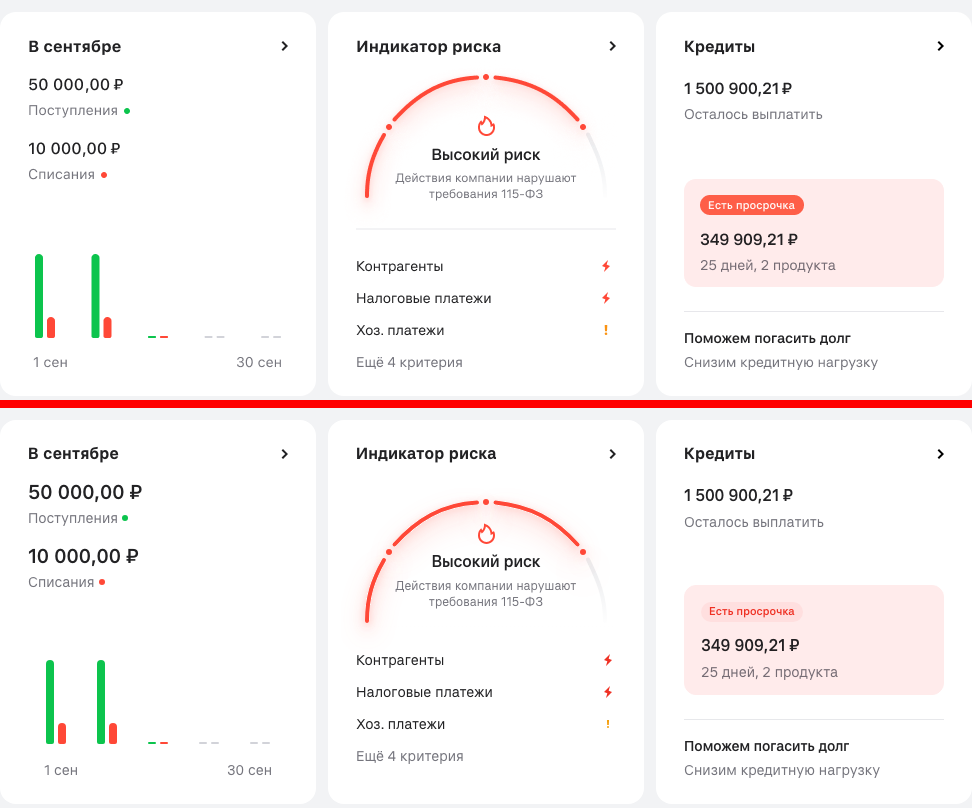 В сентябре
50 000,00 ₽
Поступления
10 000,00 ₽
Списания
1 сен
30 сен
Индикатор риска
Высокий риск
Действия компании нарушают
требования 115-ФЗ
Контрагенты
Налоговые платежи
Хоз. платежи
!
Ещё 4 критерия
Кредиты
1 500 900,21 ₽
Осталось выплатить
Есть просрочка
349 909,21 ₽
25 дней, 2 продукта
Поможем погасить долг
Снизим кредитную нагрузку
В сентябре
50 000,00 ₽
Поступления
10 000,00 ₽
Списания
1 сен
30 сен
Индикатор риска
Высокий риск
Действия компании нарушают
требования 115-ФЗ
Контрагенты
Налоговые платежи
Хоз. платежи
!
Ещё 4 критерия
Кредиты
1 500 900,21 ₽
Осталось выплатить
Есть просрочка
349 909,21 ₽
25 дней, 2 продукта
Поможем погасить долг
Снизим кредитную нагрузку